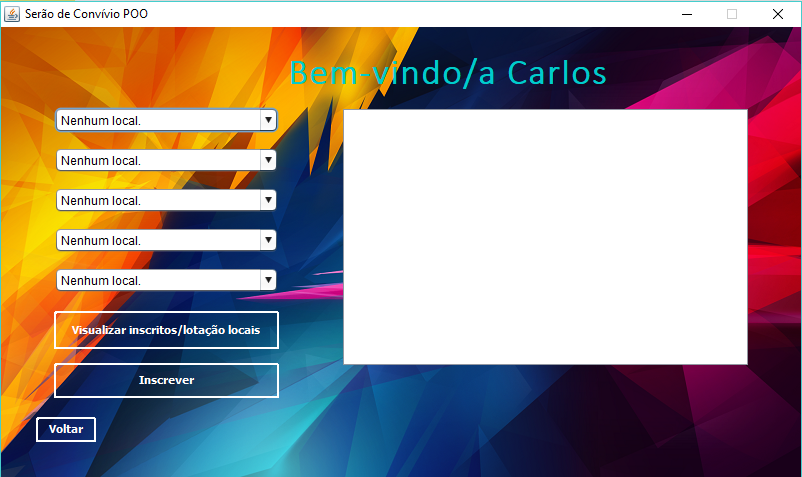 Serão de Convívio POO
Bem-vindo/a Carlos
Nenhum local.
Nenhum local.
Nenhum local.
Nenhum local.
Nenhum local.
Visualizar inscritos/lotação locais
Inscrever
Voltar